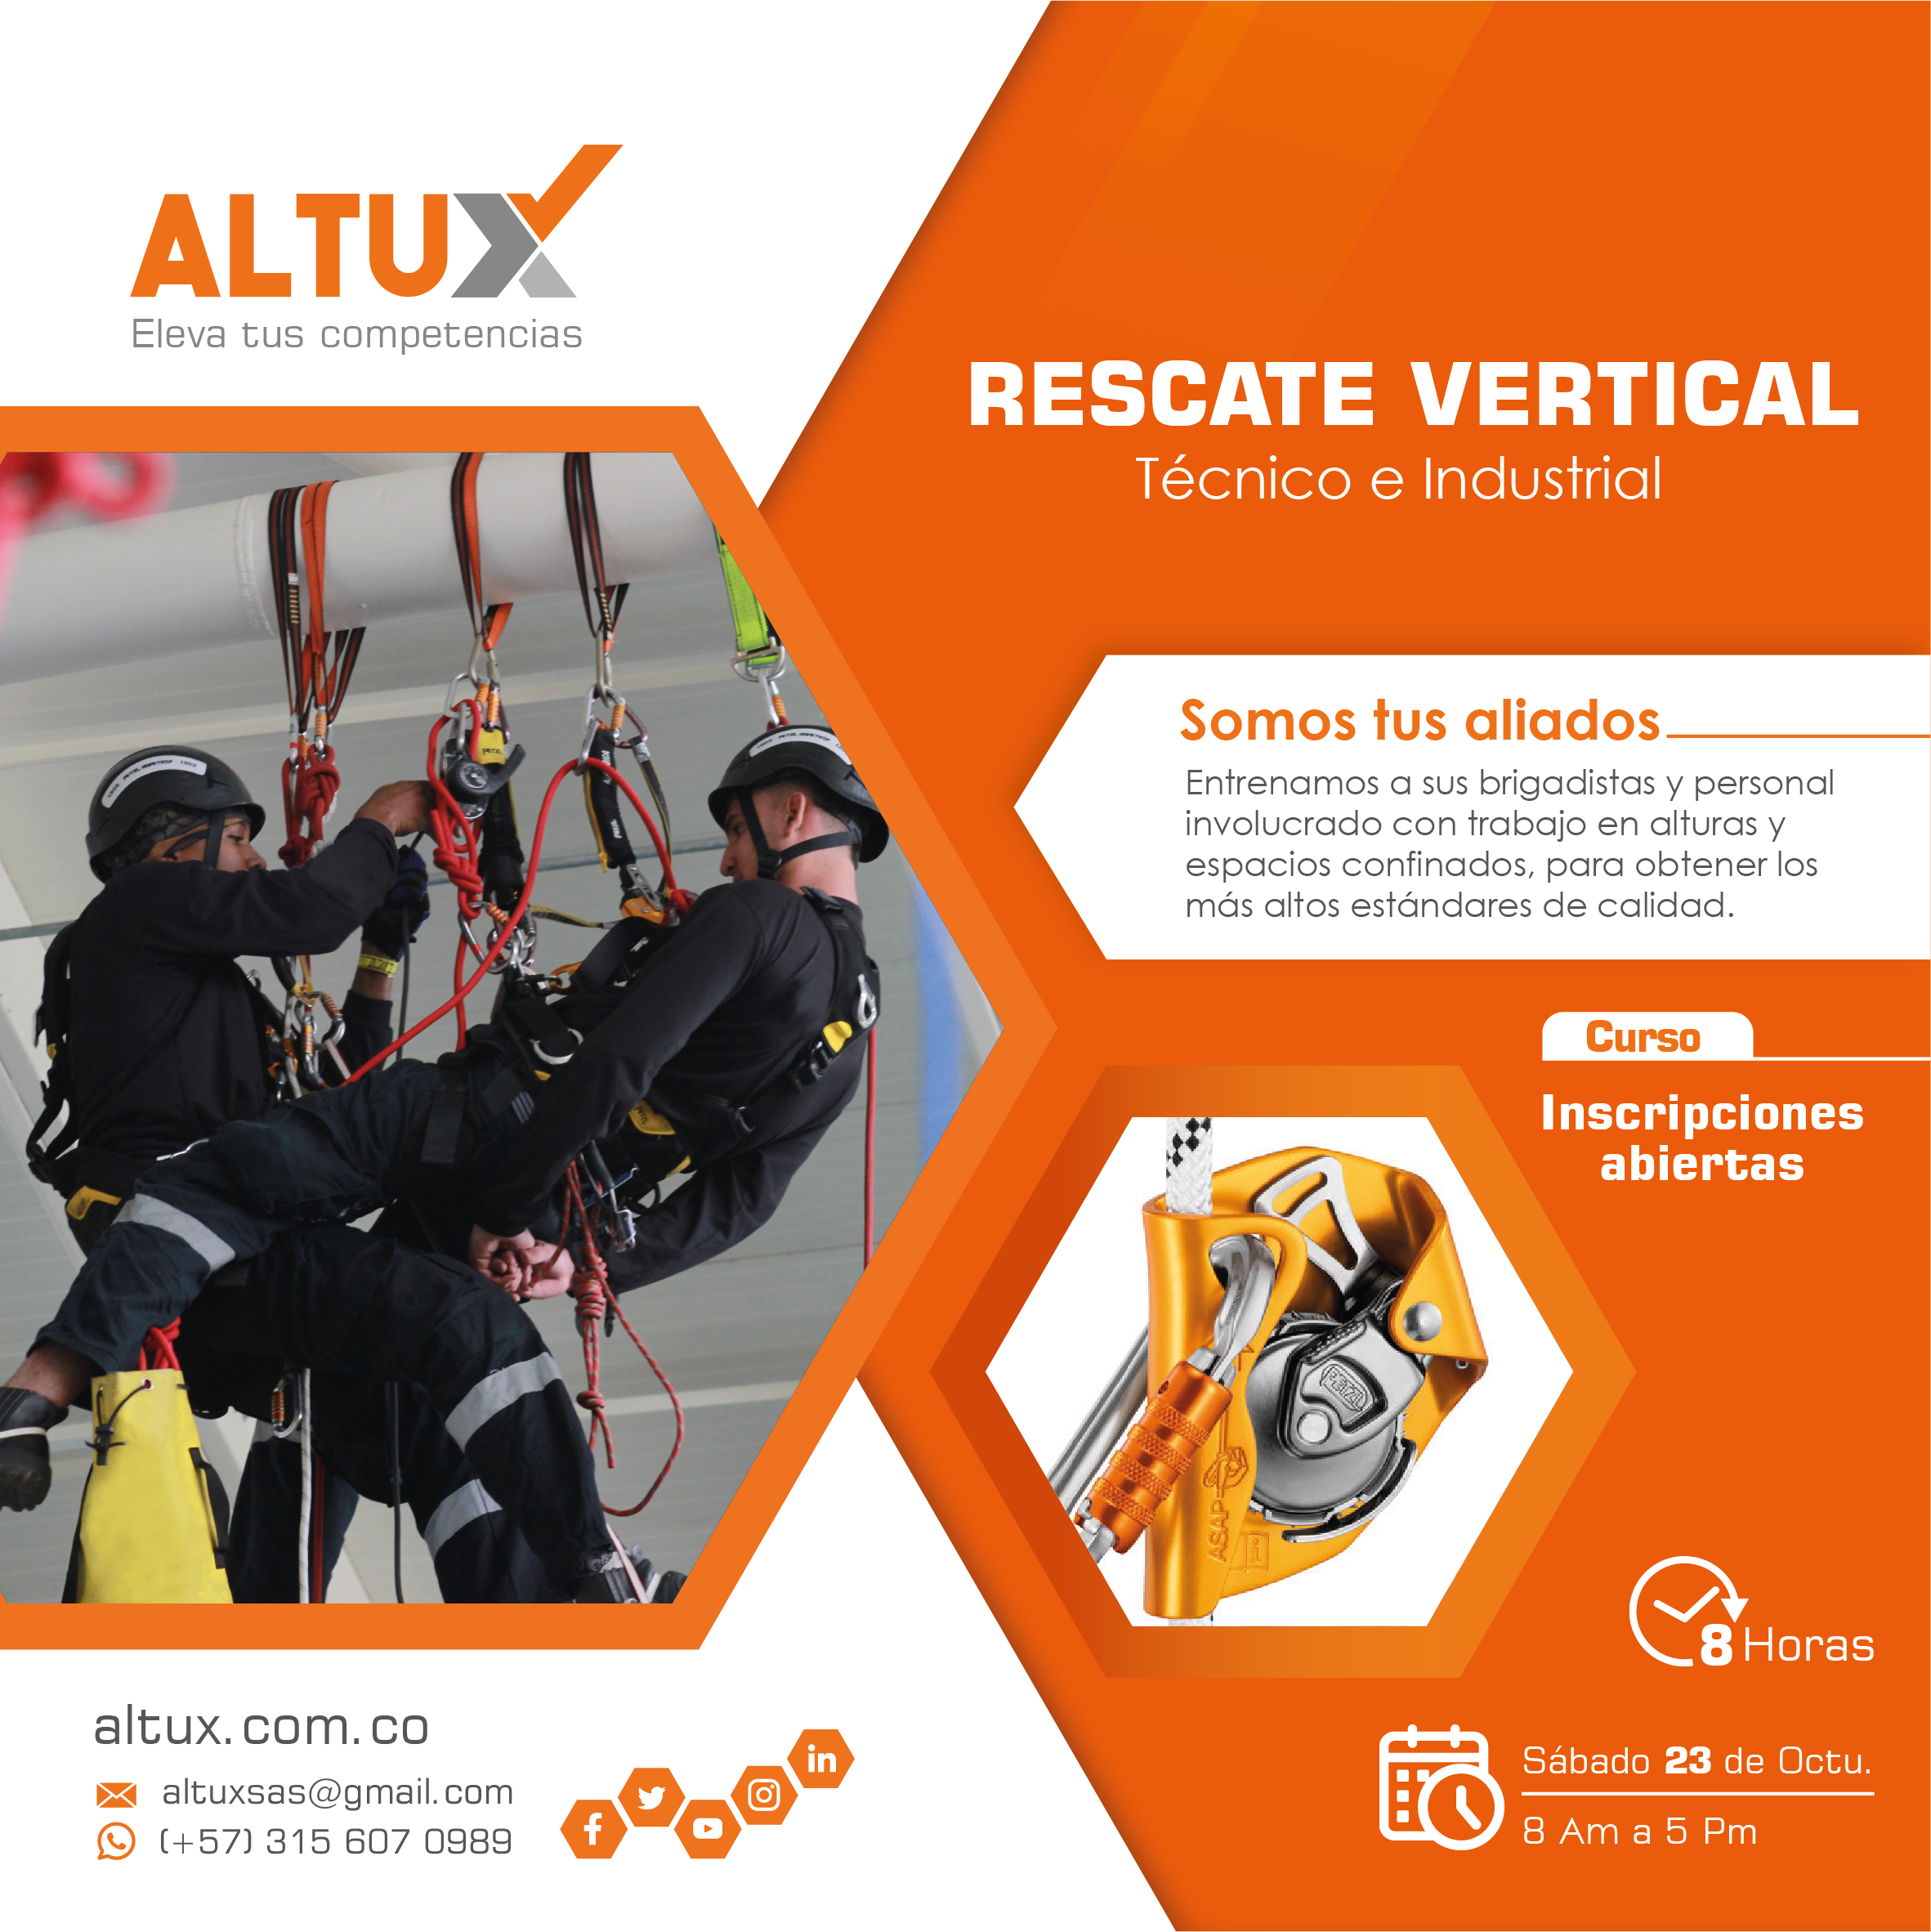 ALTUX
Eleva tus competencias
RESCATE VERTICAL
Técnico e Industrial
Somos tus aliados
Entrenamos a sus brigadistas y personal
involucrado con trabajo en alturas y
espacios confinados, para obtener los
más altos estándares de calidad.
Curso
Inscripciones
abiertas
PETZL
PETZL
ASAP
8 Horas
Sábado 23 de Octu.
8 Am a 5 Pm
altux.com.co
altuxsas@gmail.com
(+57) 315 607 0989